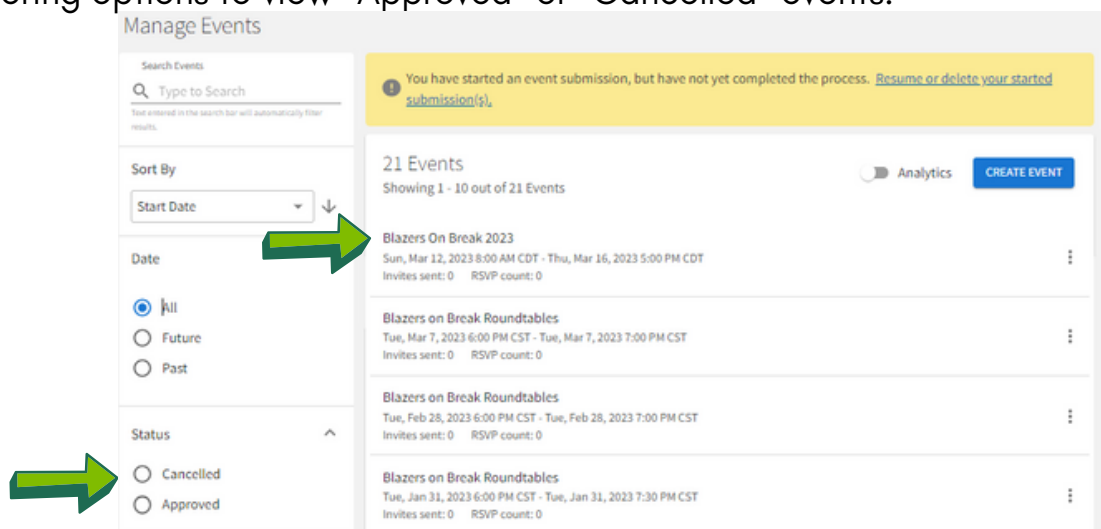 ering options to view "Approved" or "Cancelled" events.
Manage Events
Search Events
Type to Search
Text entered in the search bar will automatically filter
results.
Sort By
Start Date
Date
All
Future
Past
Status
Cancelled
Approved
You have started an event submission, but have not yet completed the process. Resume or delete your started
submission(s).
21 Events
Showing 1 - 10 out of 21 Events
Analytics
CREATE EVENT
Blazers On Break 2023
Sun, Mar 12, 2023 8:00 AM CDT - Thu, Mar 16, 2023 5:00 PM CDT
Invites sent: 0 RSVP count: 0
Blazers on Break Roundtables
Tue, Mar 7, 2023 6:00 PM CST - Tue, Mar 7, 2023 7:00 PM CST
Invites sent: 0 RSVP count: 0
Blazers on Break Roundtables
Tue, Feb 28, 2023 6:00 PM CST - Tue, Feb 28, 2023 7:00 PM CST
Invites sent: 0 RSVP count: 0
Blazers on Break Roundtables
Tue, Jan 31, 2023 6:00 PM CST - Tue, Jan 31, 2023 7:30 PM CST
Invites sent: 0 RSVP count: 0